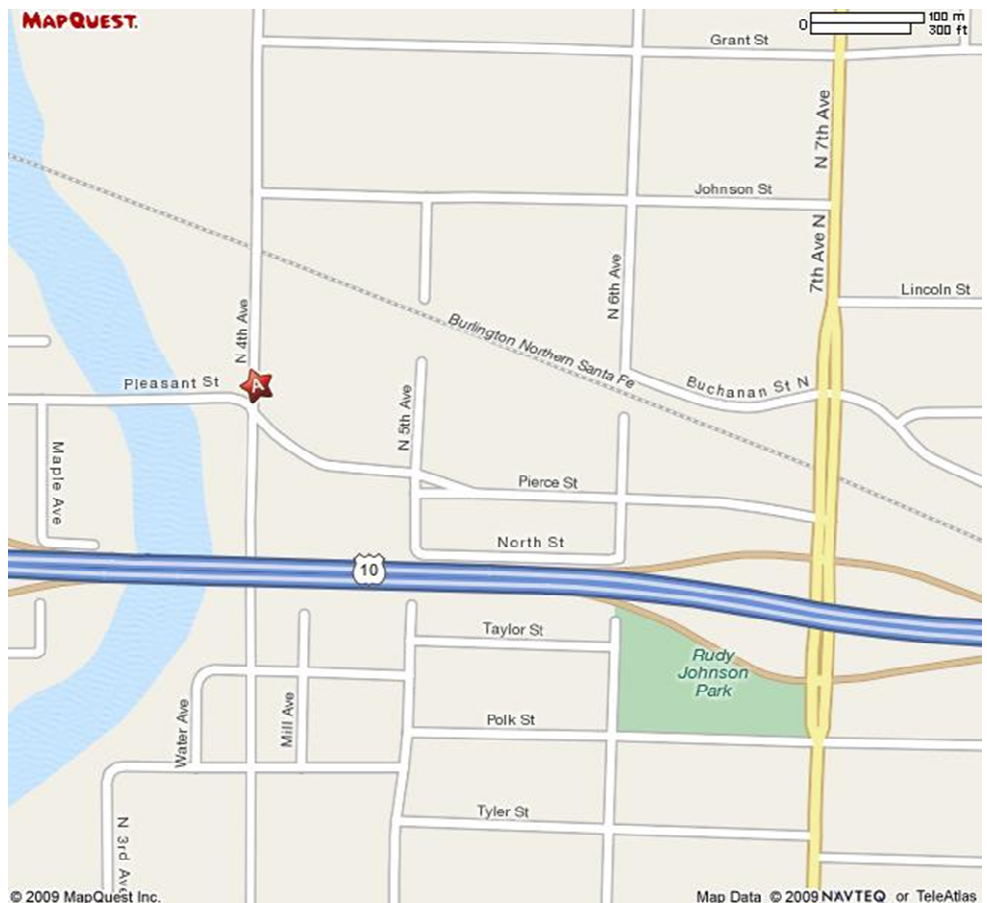 MAPQUEST.
0
100 m
300 ft
Grant St
N 7th Ave
Johnson St
7th Ave N
N 6th Ave
Lincoln St
N 4th Ave
Burlington Northern Santa Fe
Pleasant St
A
Buchanan St N
N 5th Ave
Maple Ave
Pierce St
North St
10
Taylor St
Rudy
Johnson
Park
Water Ave
Mill Ave
Polk St
Tyler St
N 3rd Ave
© 2009 MapQuest Inc.
Map Data © 2009 NAVTEQ or TeleAtlas